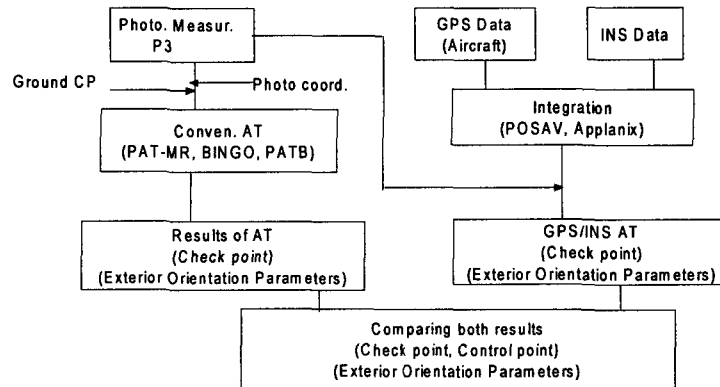 Photo. Measur.
P3
GPS Data
(Aircraft)
INS Data
Ground CP
Photo coord.
Conven. AT
(PAT-MR, BINGO, PATB)
Integration
(POSAV, Applanix)
Results of AT
(Check point)
(Exterior Orientation Parameters)
GPS/INS AT
(Check point)
(Exterior Orientation Parameters)
Comparing both results
(Check point, Control point)
(Exterior Orientation Parameters)